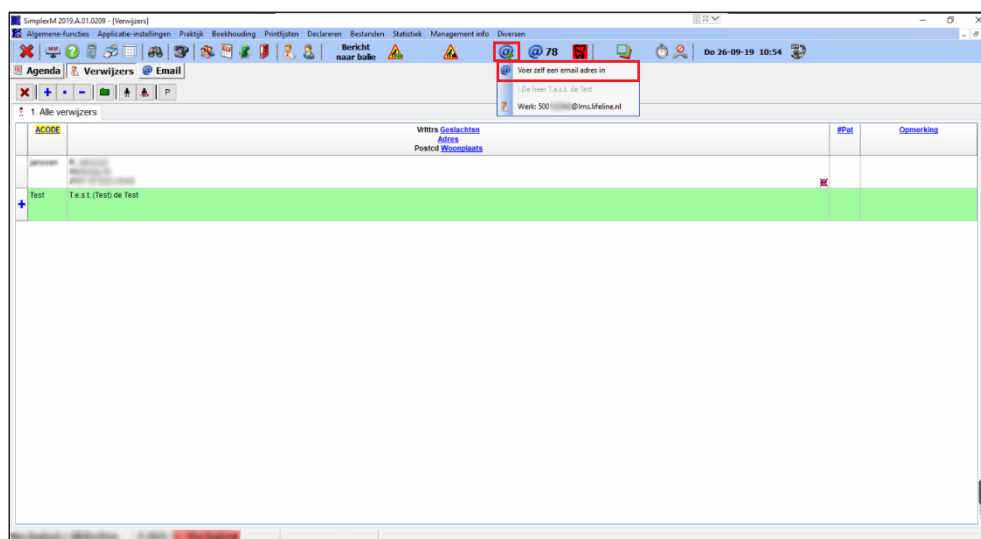 SimplexM 2019.A.01.0209 - [Verwijzers]
Algemene-functies Applicatie-instellingen Praktijk Boekhouding Printlijsten Declareren Bestanden Statistiek Management info Diversen
Bericht naar balie @ 78 Do 26-09-19 10:54
Agenda Verwijzers @ Email
P
1. Alle verwijzers
@ Voer zelf een email adres in
: De heer T.e.s.t. de Test
Werk: 500 @lms.lifeline.nl
ACODE Vrlttrs Geslachtsn #Pat Opmerking
Adres
Postcd Woonplaats
Test T.e.s.t. (Test) de Test